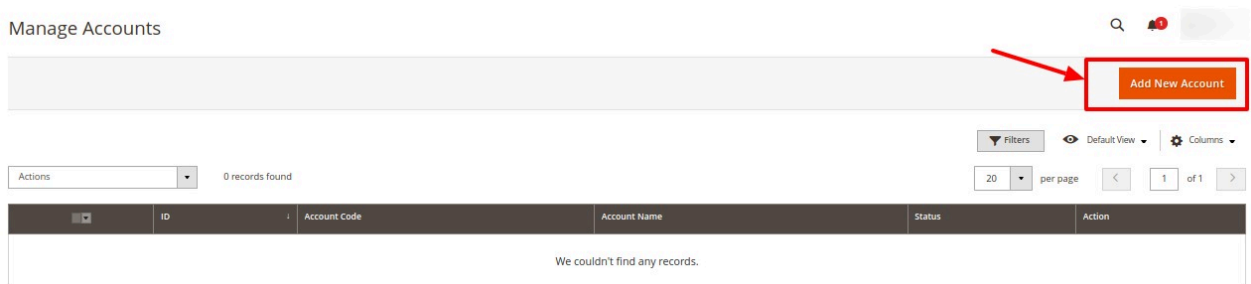 Manage Accounts
1
Add New Account
Filters
Default View
Columns
Actions
0 records found
20
per page
1
of 1
ID
Account Code
Account Name
Status
Action
We couldn't find any records.